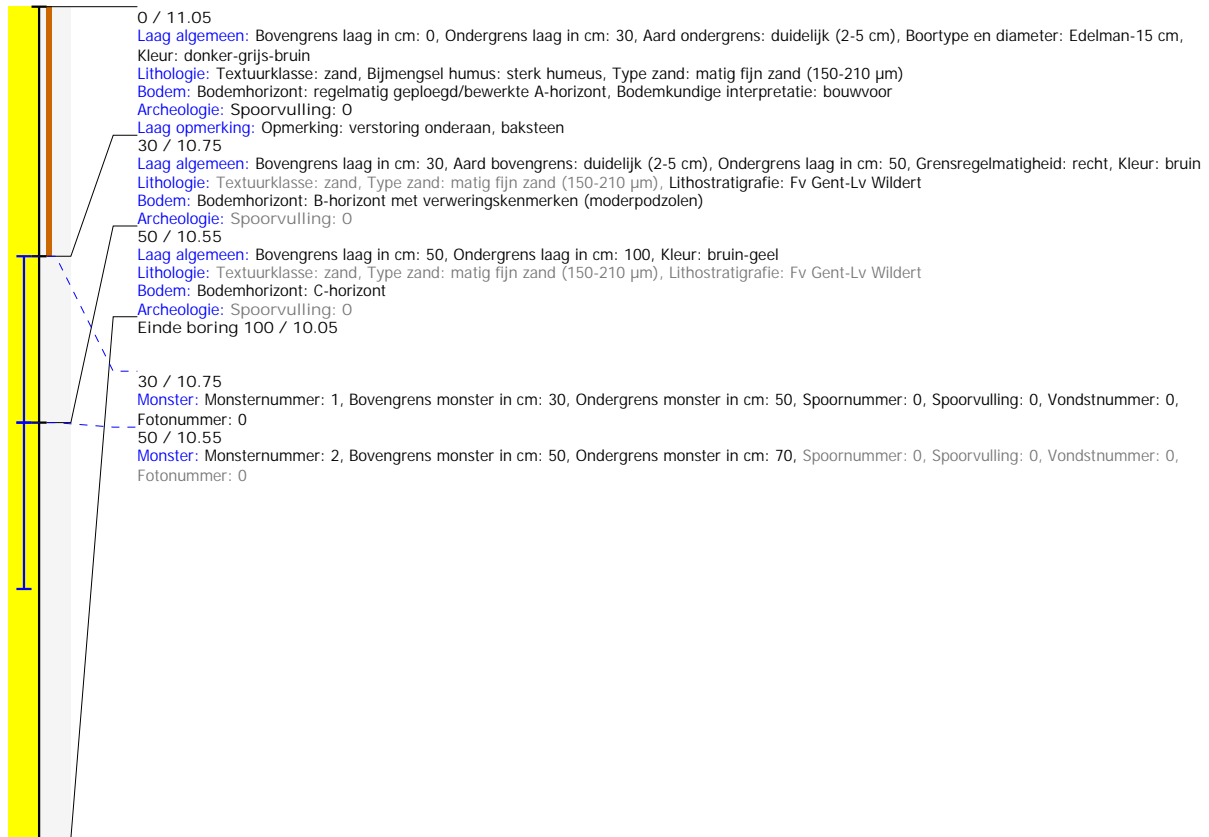 0 / 11.05
Laag algemeen: Bovengrens laag in cm: 0, Ondergrens laag in cm: 30, Aard ondergrens: duidelijk (2-5 cm), Boortype en diameter: Edelman-15 cm,
Kleur: donker-grijs-bruin
Lithologie: Textuurklasse: zand, Bijmengsel humus: sterk humeus, Type zand: matig fijn zand (150-210 µm)
Bodem: Bodemhorizont: regelmatig geploegd/bewerkte A-horizont, Bodemkundige interpretatie: bouwvoor
Archeologie: Spoorvulling: 0
Laag opmerking: Opmerking: verstoring onderaan, baksteen
30 / 10.75
Laag algemeen: Bovengrens laag in cm: 30, Aard bovengrens: duidelijk (2-5 cm), Ondergrens laag in cm: 50, Grensregelmatigheid: recht, Kleur: bruin
Lithologie: Textuurklasse: zand, Type zand: matig fijn zand (150-210 µm), Lithostratigrafie: Fv Gent-Lv Wildert
Bodem: Bodemhorizont: B-horizont met verweringskenmerken (moderpodzolen)
Archeologie: Spoorvulling: 0
50 / 10.55
Laag algemeen: Bovengrens laag in cm: 50, Ondergrens laag in cm: 100, Kleur: bruin-geel
Lithologie: Textuurklasse: zand, Type zand: matig fijn zand (150-210 µm), Lithostratigrafie: Fv Gent-Lv Wildert
Bodem: Bodemhorizont: C-horizont
Archeologie: Spoorvulling: 0
Einde boring 100 / 10.05
30 / 10.75
Monster: Monsternummer: 1, Bovengrens monster in cm: 30, Ondergrens monster in cm: 50, Spoornummer: 0, Spoorvulling: 0, Vondstnummer: 0,
Fotonummer: 0
50 / 10.55
Monster: Monsternummer: 2, Bovengrens monster in cm: 50, Ondergrens monster in cm: 70, Spoornummer: 0, Spoorvulling: 0, Vondstnummer: 0,
Fotonummer: 0